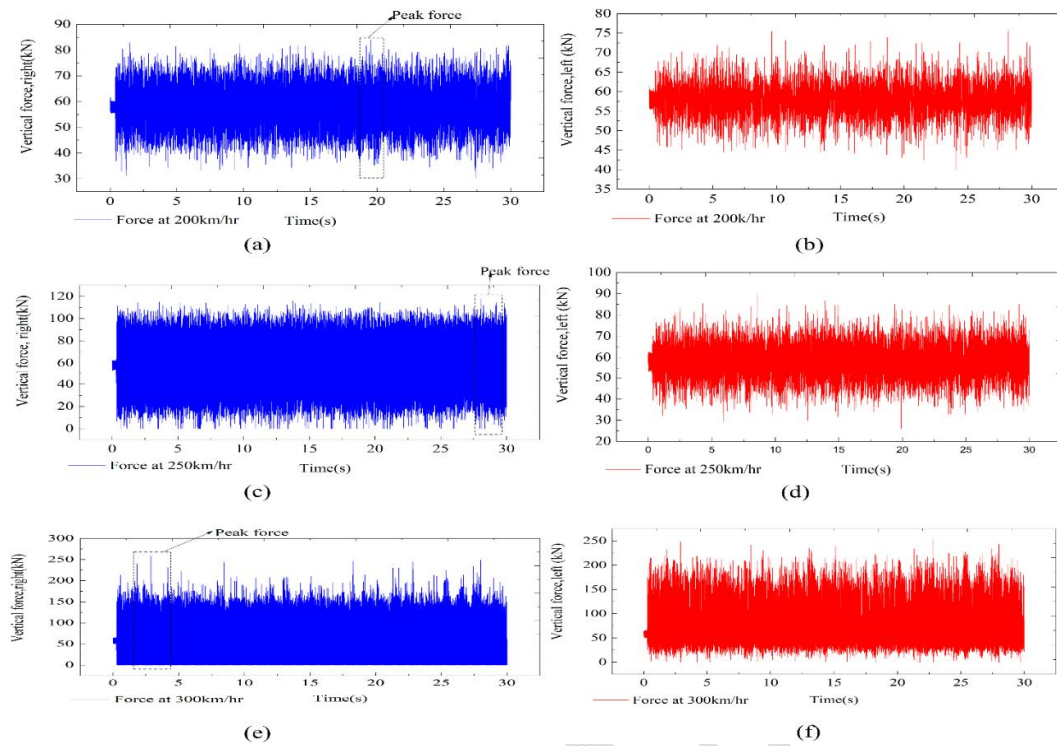 Peak force
Vertical force,right(kN)
90
80
70
60
50
40
30
0 5 10 15 20 25 30
Force at 200km/hr Time(s)
(a)
Vertical force,left (kN)
80
75
70
65
60
55
50
45
40
35
0 5 10 15 20 25 30
Force at 200k/hr Time(s)
(b)
Peak force
Vertical force, right(kN)
120
100
80
60
40
20
0
0 5 10 15 20 25 30
Force at 250km/hr Time(s)
(c)
Vertical force,left (kN)
100
90
80
70
60
50
40
30
20
0 5 10 15 20 25 30
Force at 250km/hr Time(s)
(d)
Peak force
Vertical force,right(kN)
300
250
200
150
100
50
0
0 5 10 15 20 25 30
Force at 300km/hr Time(s)
(e)
Vertical force,left (kN)
250
200
150
100
50
0
0 5 10 15 20 25 30
Force at 300km/hr Time(s)
(f)